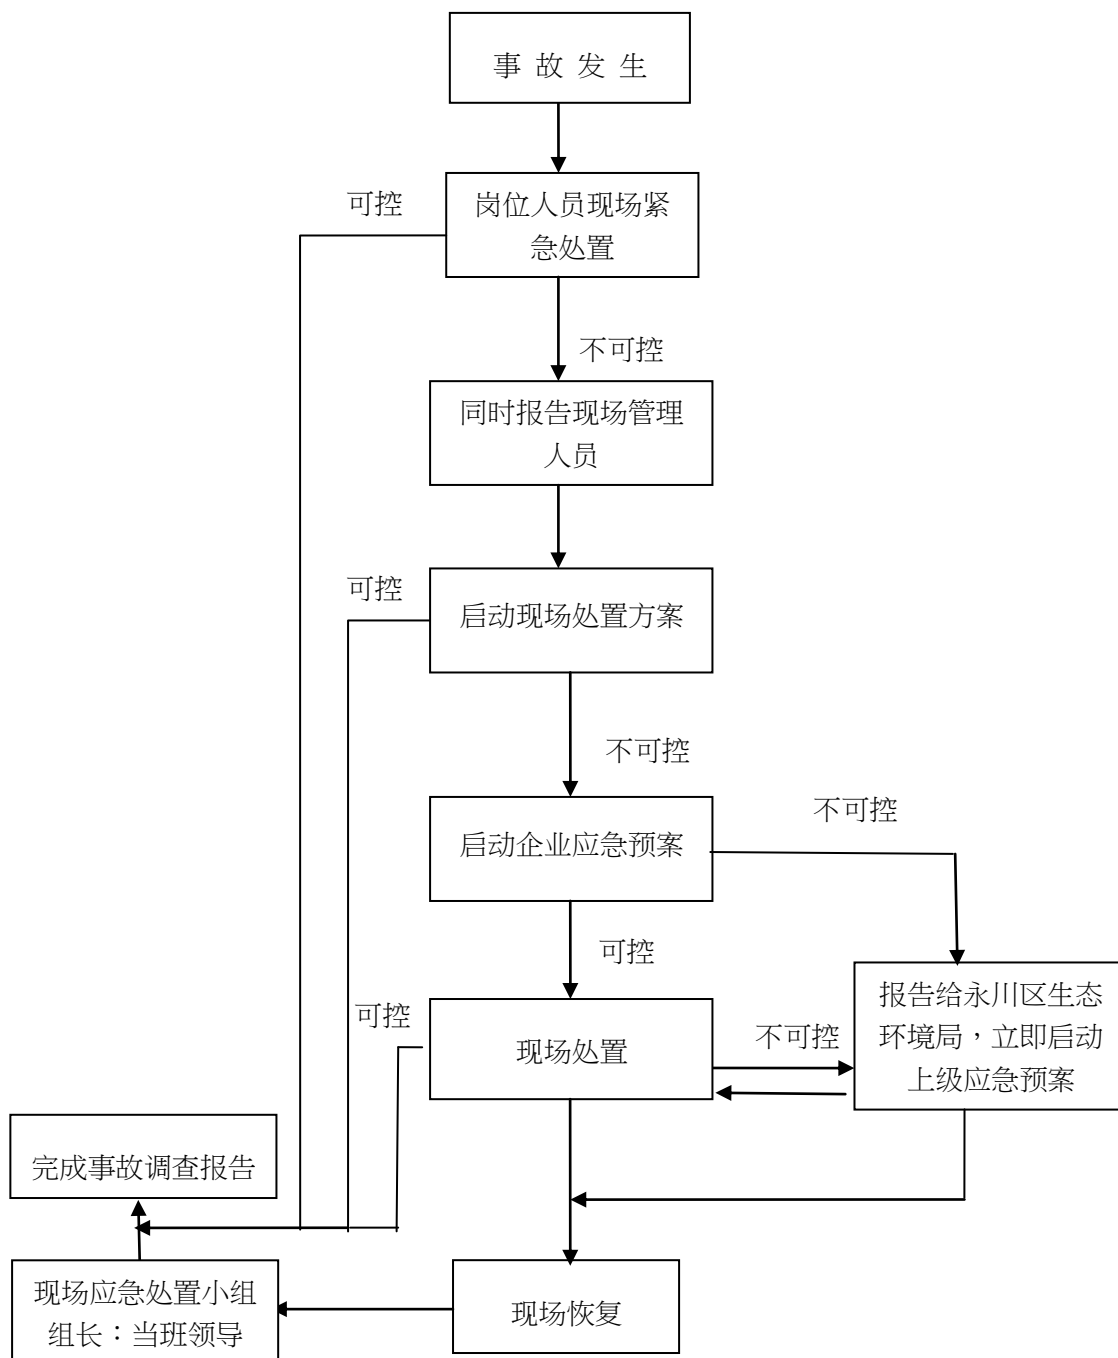 事故发生
可控
岗位人员现场紧
急处置
不可控
同时报告现场管理
人员
可控
启动现场处置方案
不可控
不可控
启动企业应急预案
可控
可控
现场处置
不可控
报告给永川区生态
环境局，立即启动
上级应急预案
完成事故调查报告
现场应急处置小组
组长：当班领导
现场恢复